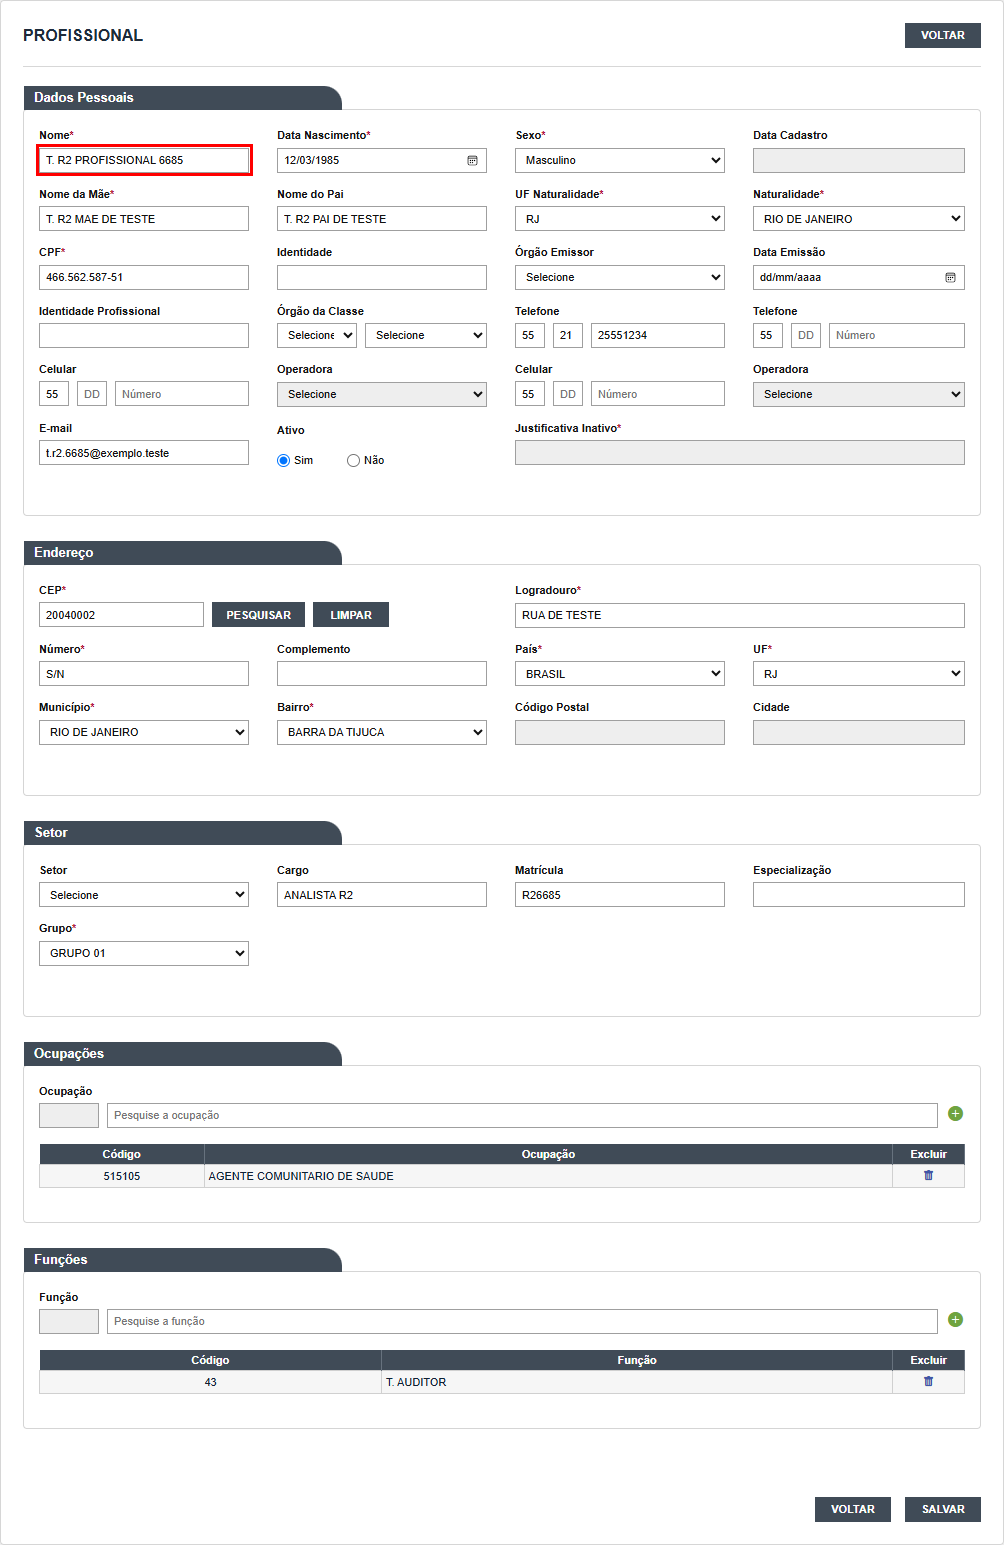 PROFISSIONAL
VOLTAR
Dados Pessoais
Nome* Data Nascimento* Sexo* Data Cadastro
T. R2 PROFISSIONAL 6685 12/03/1985 Masculino
Nome da Mãe* Nome do Pai UF Naturalidade* Naturalidade*
T. R2 MAE DE TESTE T. R2 PAI DE TESTE RJ RIO DE JANEIRO
CPF* Identidade Órgão Emissor Data Emissão
466.562.587-51 Selecione dd/mm/aaaa
Identidade Profissional Órgão da Classe Telefone Telefone
Selecione Selecione 55 21 25551234 55 DD Número
Celular Operadora Celular Operadora
55 DD Número Selecione 55 DD Número Selecione
E-mail Ativo Justificativa Inativo*
t.r2.6685@exemplo.teste Sim Não
Endereço
CEP* Logradouro*
20040002 PESQUISAR LIMPAR RUA DE TESTE
Número* Complemento País* UF*
S/N BRASIL RJ
Município* Bairro* Código Postal Cidade
RIO DE JANEIRO BARRA DA TIJUCA
Setor
Setor Cargo Matrícula Especialização
Selecione ANALISTA R2 R26685
Grupo*
GRUPO 01
Ocupações
Ocupação
Pesquise a ocupação
Código Ocupação Excluir
515105 AGENTE COMUNITARIO DE SAUDE
Funções
Função
Pesquise a função
Código Função Excluir
43 T. AUDITOR
VOLTAR SALVAR